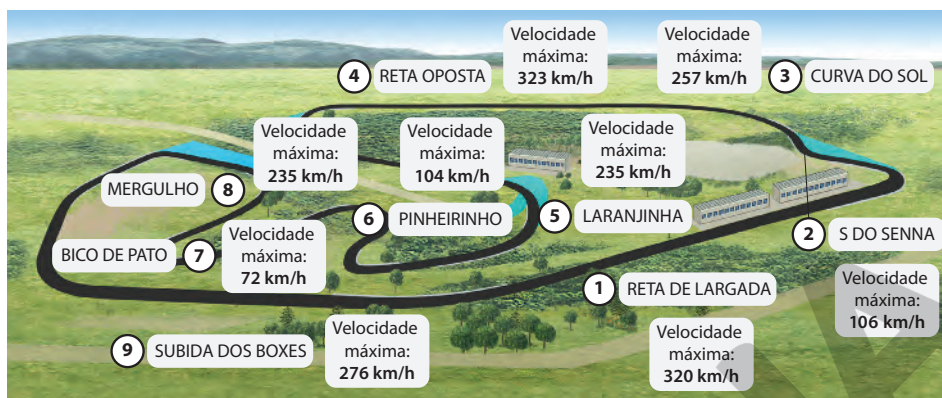 4 RETA OPOSTA
Velocidade
máxima:
323 km/h
Velocidade
máxima:
257 km/h
3 CURVA DO SOL
Velocidade
máxima:
235 km/h
Velocidade
máxima:
104 km/h
Velocidade
máxima:
235 km/h
MERGULHO 8
6 PINHEIRINHO
5 LARANJINHA
2 S DO SENNA
BICO DE PATO 7
Velocidade
máxima:
72 km/h
1 RETA DE LARGADA
Velocidade
máxima:
106 km/h
9 SUBIDA DOS BOXES
Velocidade
máxima:
276 km/h
Velocidade
máxima:
320 km/h